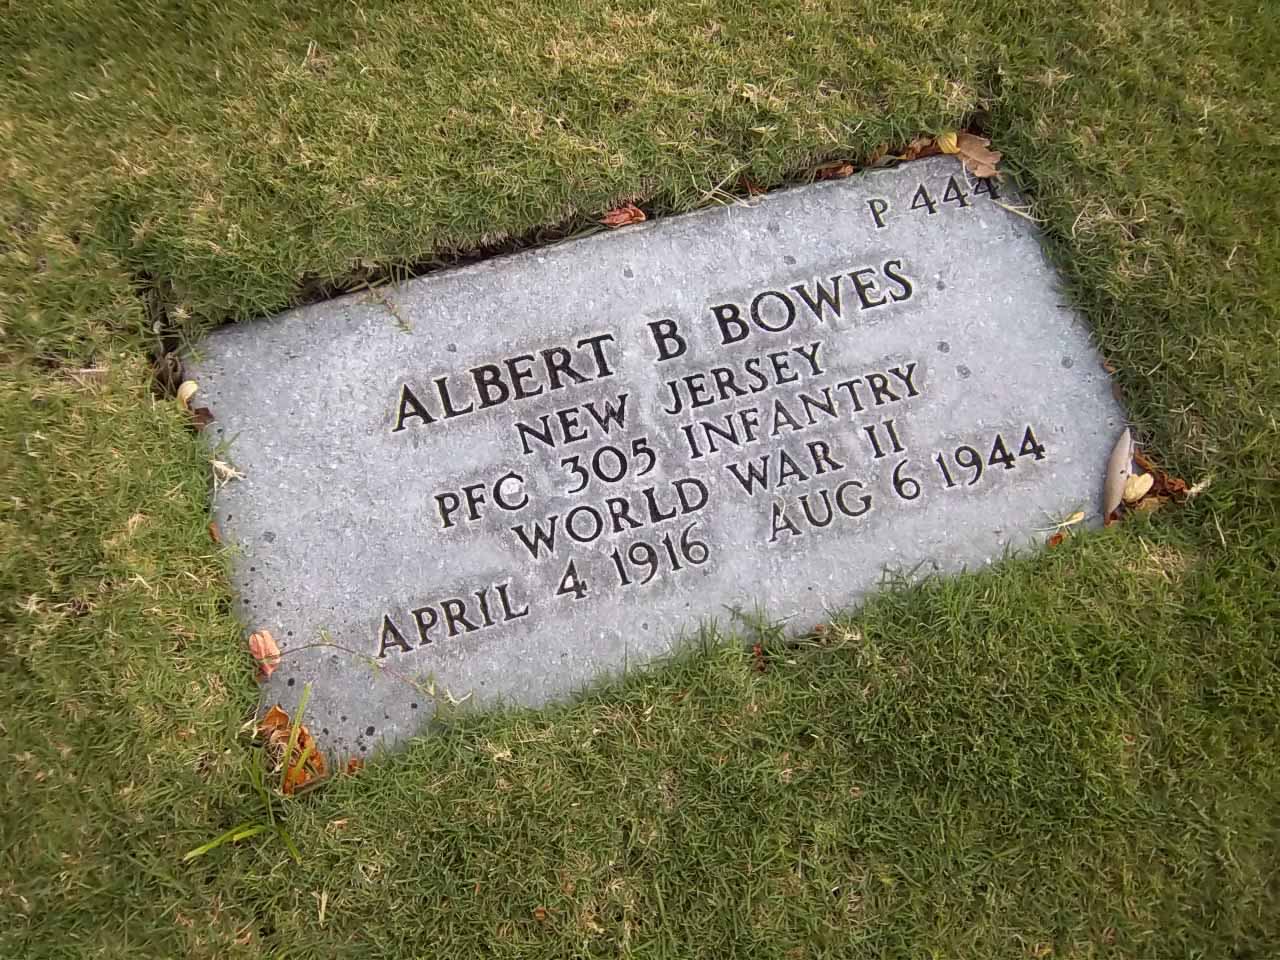 P 444
ALBERT B BOWES
NEW JERSEY
PFC 305 INFANTRY
WORLD WAR II
APRIL 4 1916 AUG 6 1944